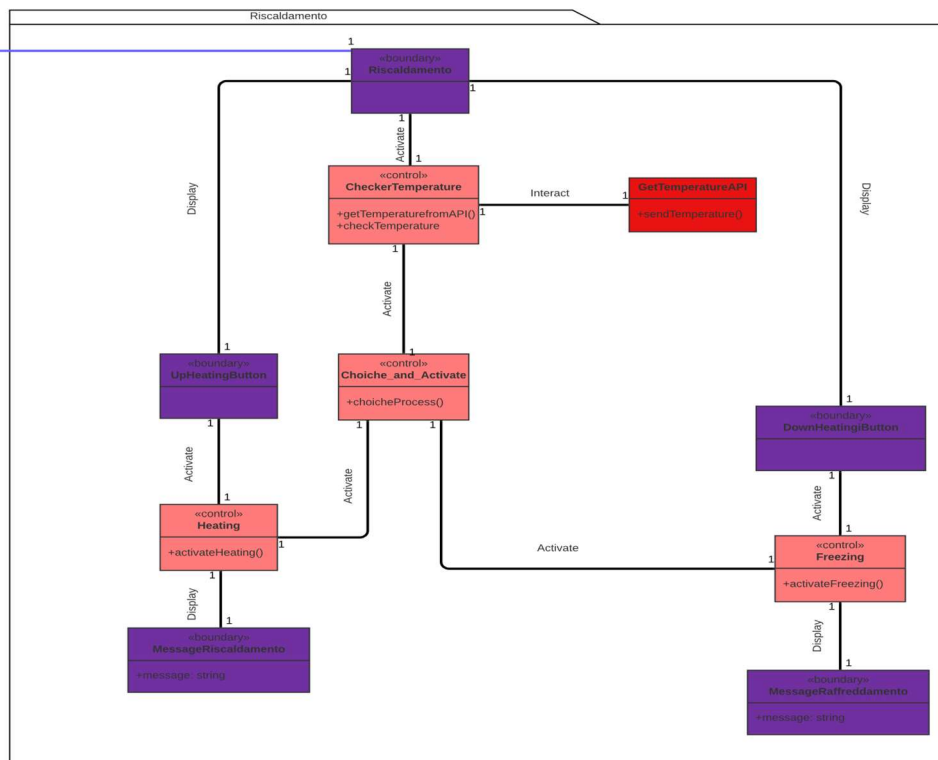 Riscaldamento
1
«boundary»
Riscaldamento
1
1
1
Activate
1
«control»
CheckerTemperature
+getTemperaturefromAPI()
+checkTemperature
1
Interact
1
GetTemperatureAPI
+sendTemperature()
Display
Display
1
Activate
1
«control»
Choiche_and_Activate
+choicheProcess()
1
1
1
«boundary»
UpHeatingButton
1
Activate
1
«control»
Heating
+activateHeating()
1
Activate
1
Display
1
«boundary»
MessageRiscaldamento
+message: string
Activate
1
1
«boundary»
DownHeatingiButton
1
Activate
1
«control»
Freezing
+activateFreezing()
1
Display
1
«boundary»
MessageRaffreddamento
+message: string